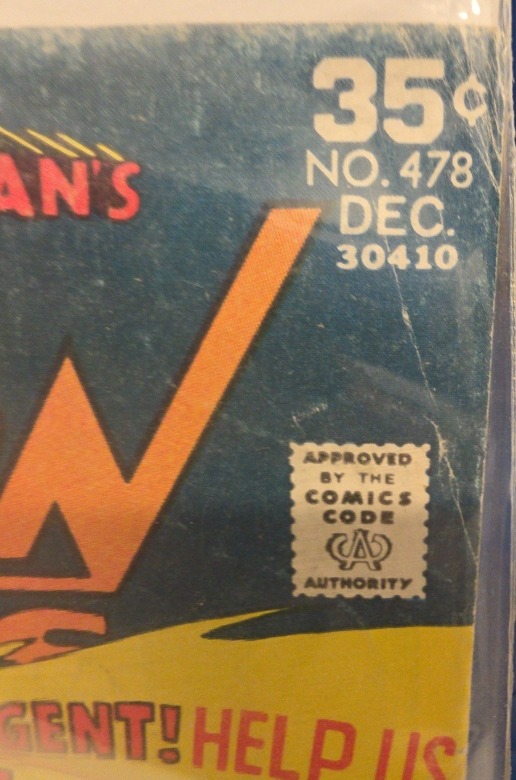 35¢
NO. 478
DEC.
30410
AN'S
W
APPROVED
BY THE
COMICS
CODE
CA
AUTHORITY
GENT! HELP US